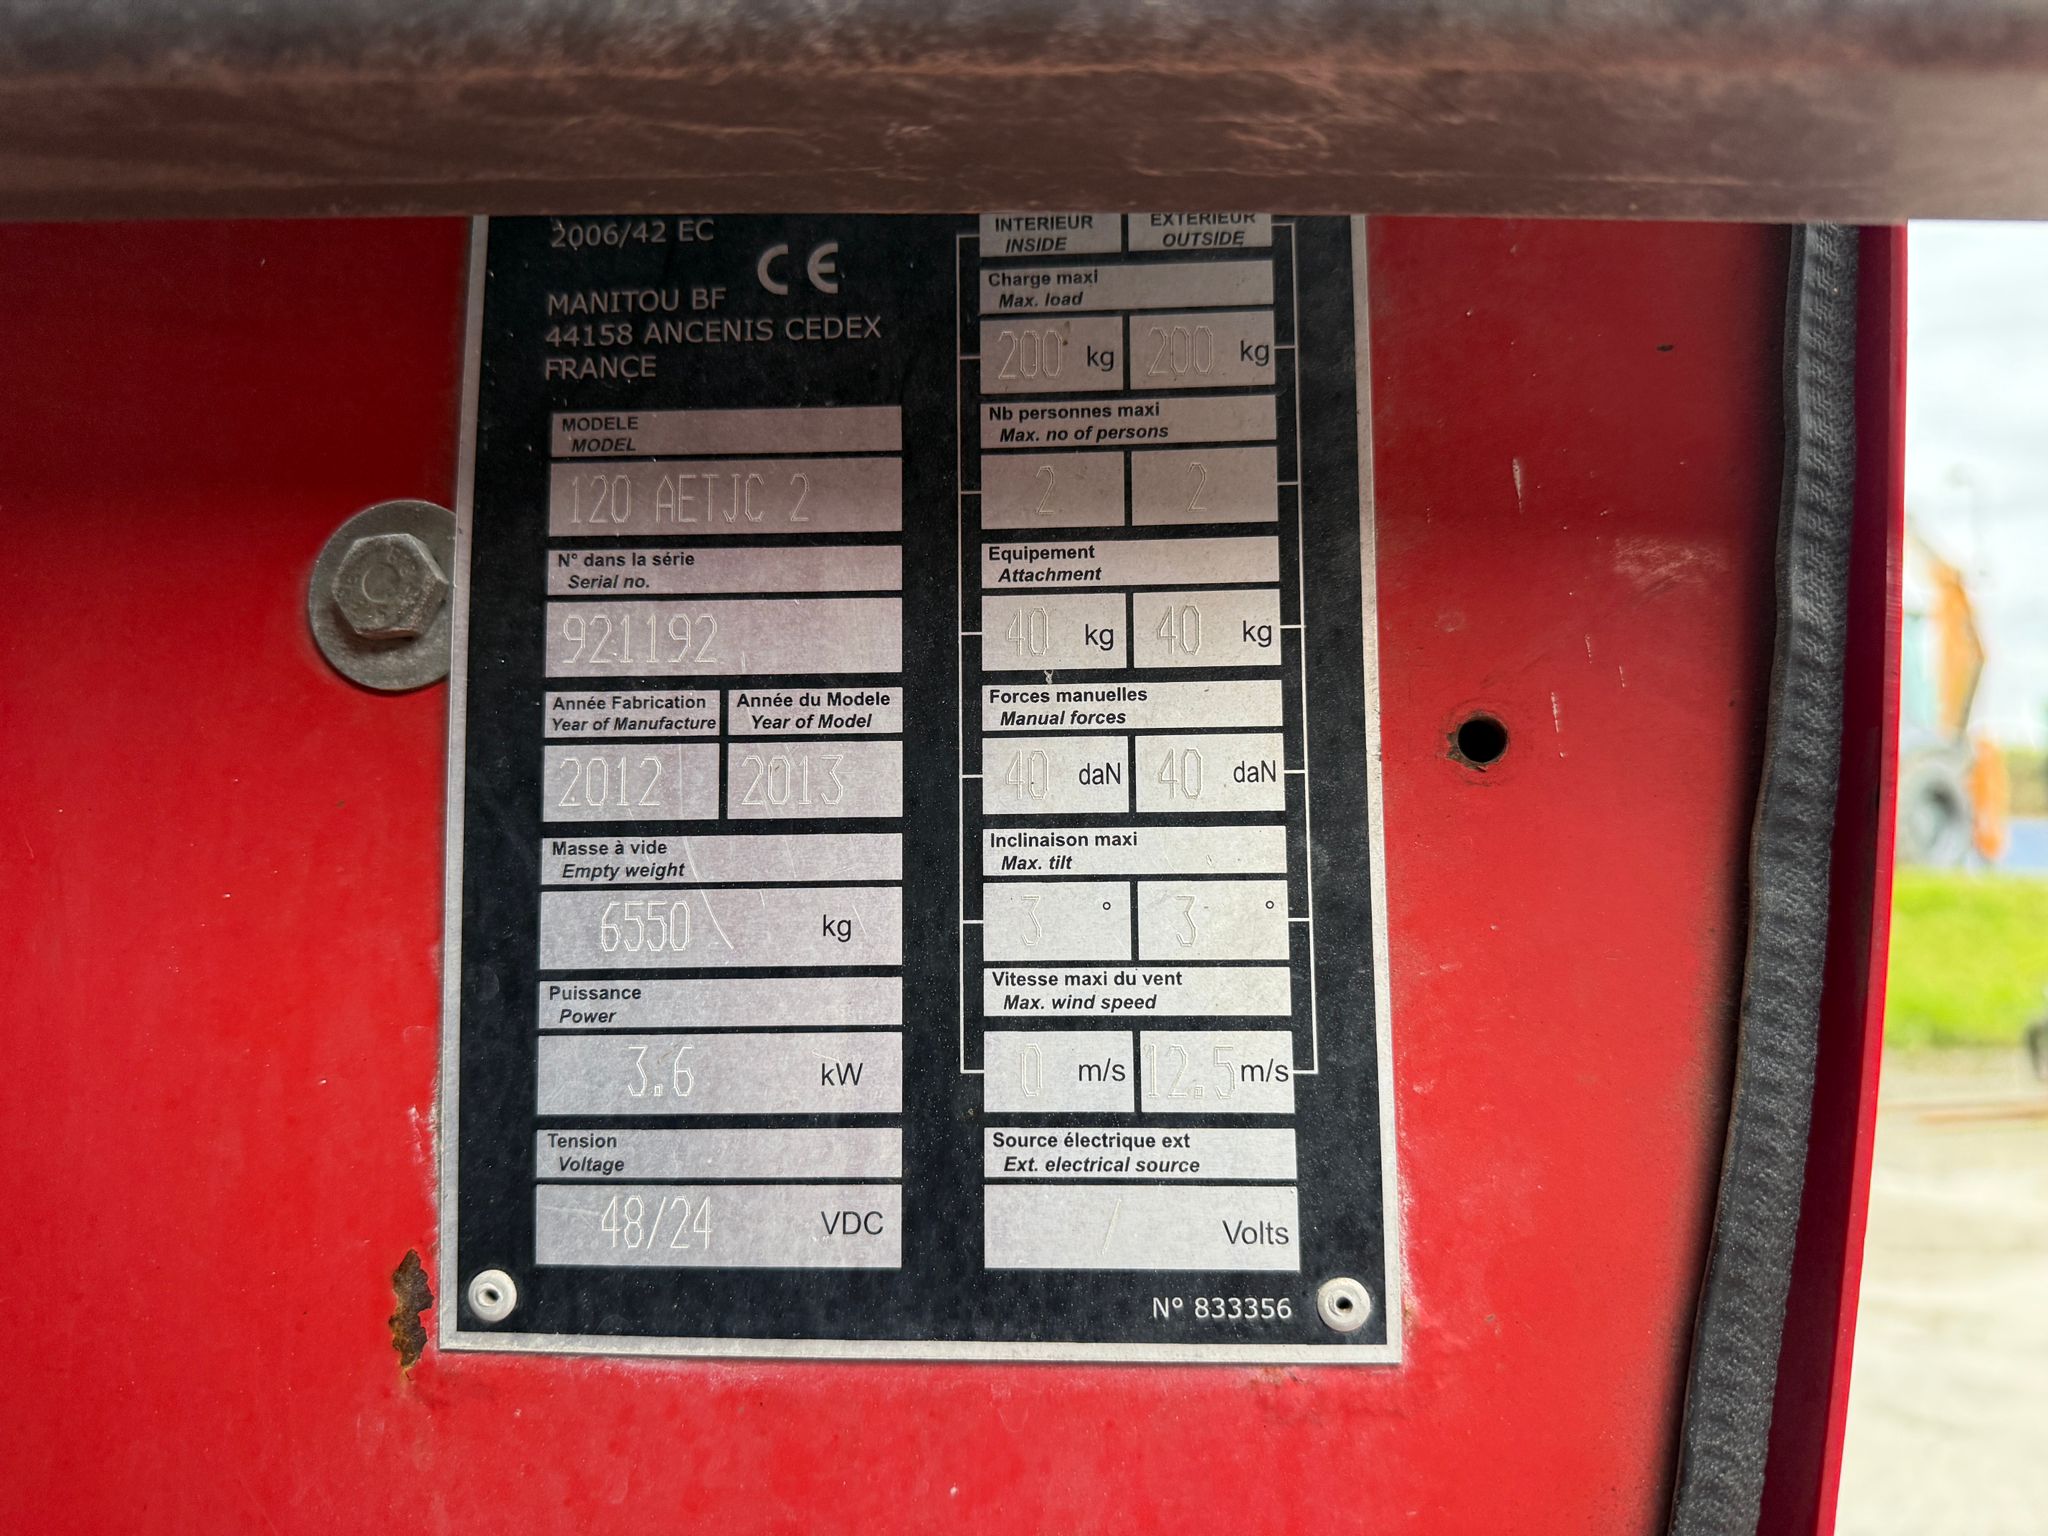 2006/42 EC
CE
MANITOU BF
44158 ANCENIS CEDEX
FRANCE
MODELE
MODEL
120 AETJC 2
N° dans la série
Serial no.
921192
Année Fabrication
Year of Manufacture
2012
Année du Modele
Year of Model
2013
Masse à vide
Empty weight
6550 kg
Puissance
Power
3.6 kW
Tension
Voltage
48/24 VDC
INTERIEUR
INSIDE
EXTERIEUR
OUTSIDE
Charge maxi
Max. load
200 kg 200 kg
Nb personnes maxi
Max. no of persons
2 2
Equipement
Attachment
40 kg 40 kg
Forces manuelles
Manual forces
40 daN 40 daN
Inclinaison maxi
Max. tilt
3 ° 3 °
Vitesse maxi du vent
Max. wind speed
0 m/s 12.5 m/s
Source électrique ext
Ext. electrical source
/ Volts
N° 833356